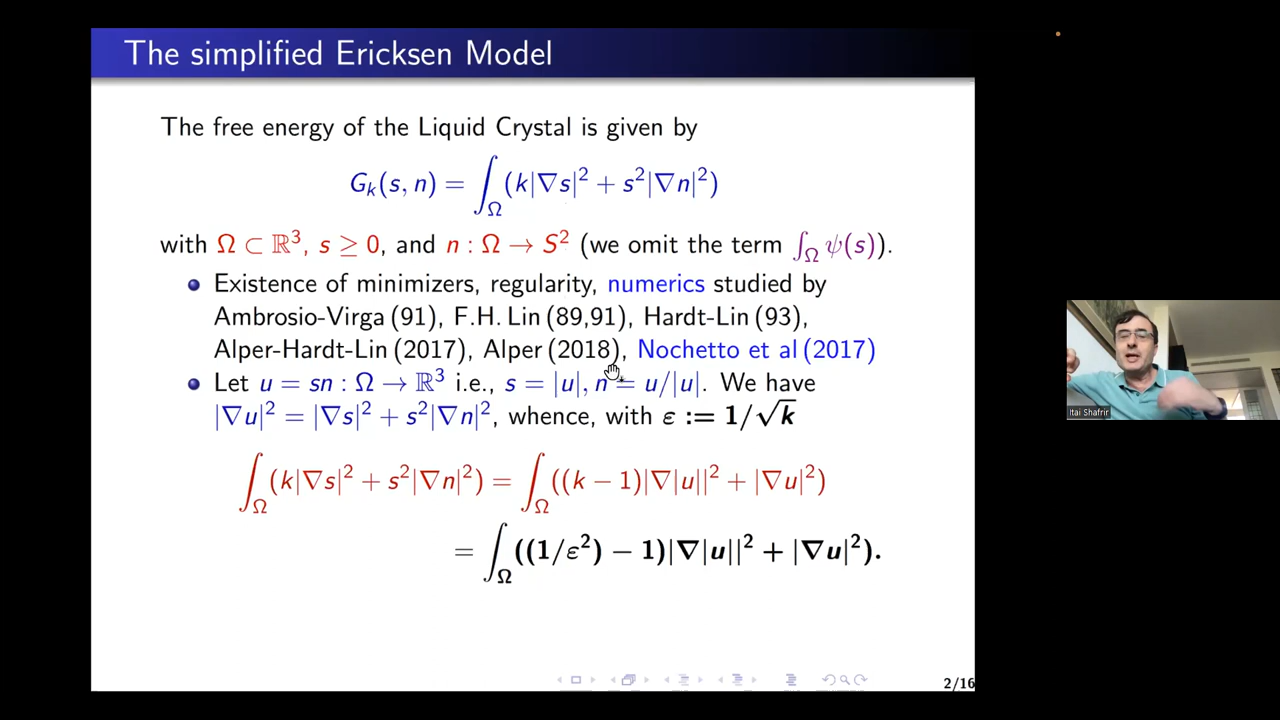 The simplified Ericksen Model
The free energy of the Liquid Crystal is given by
G_k(s, n) = ∫_Ω (k|∇s|² + s²|∇n|²)
with Ω ⊂ ℝ³, s ≥ 0, and n : Ω → S² (we omit the term ∫_Ω ψ(s)).
Existence of minimizers, regularity, numerics studied by
Ambrosio-Virga (91), F.H. Lin (89,91), Hardt-Lin (93),
Alper-Hardt-Lin (2017), Alper (2018), Nochetto et al (2017)
Let u = sn : Ω → ℝ³ i.e., s = |u|, n = u/|u|. We have
|∇u|² = |∇s|² + s²|∇n|², whence, with ε := 1/√k
∫_Ω (k|∇s|² + s²|∇n|²) = ∫_Ω ((k − 1)|∇|u||² + |∇u|²)
= ∫_Ω ((1/ε²) − 1)|∇|u||² + |∇u|²).
2/16
Itai Shafrir